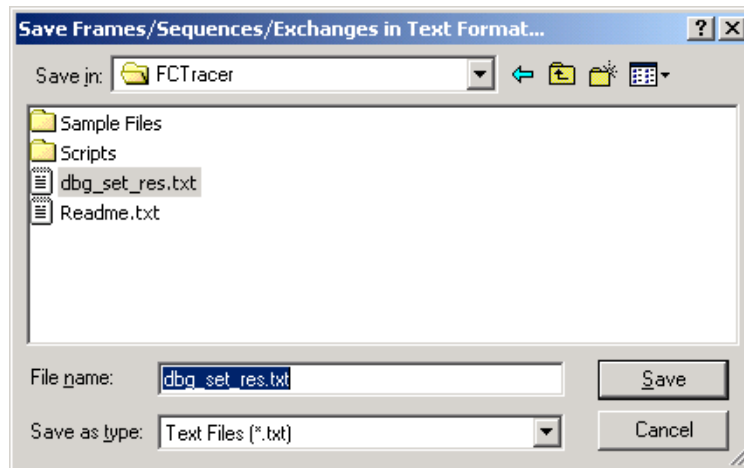 Save Frames/Sequences/Exchanges in Text Format...
Save in: FCTracer
Sample Files
Scripts
dbg_set_res.txt
Readme.txt
File name: dbg_set_res.txt Save
Save as type: Text Files (*.txt) Cancel